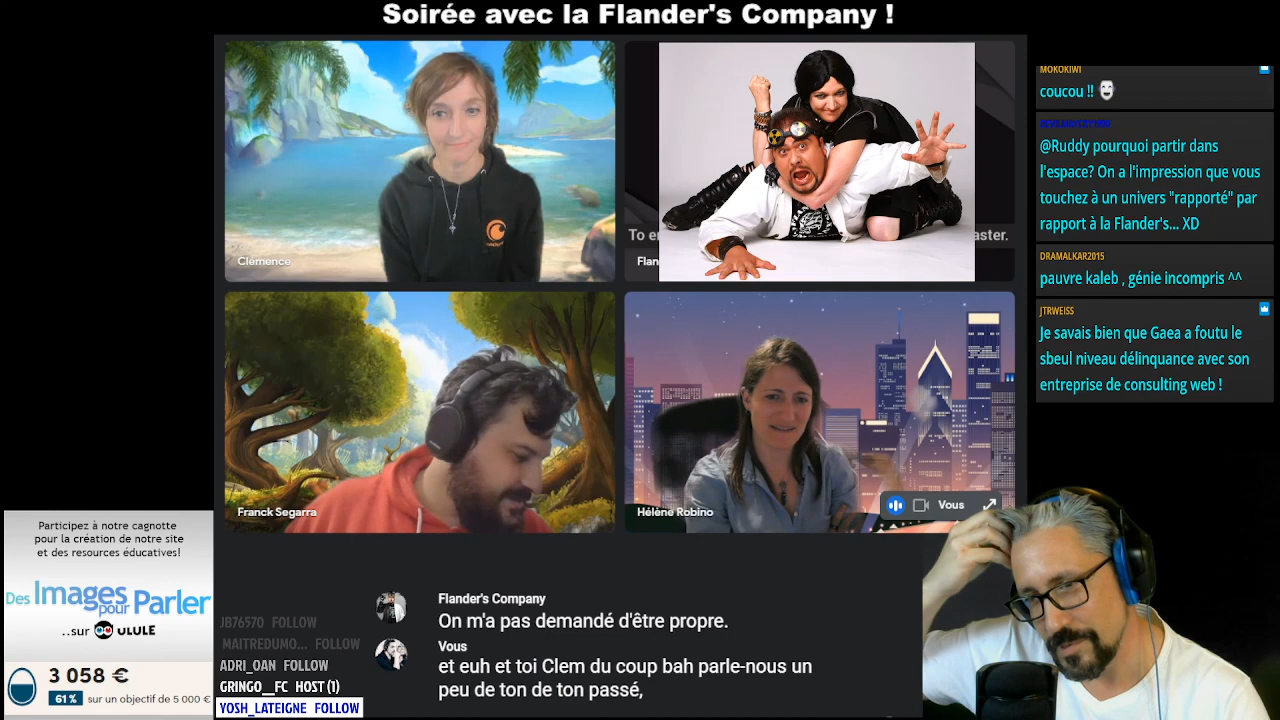 Soirée avec la Flander's Company !
Clémence
To en
aster.
Flan
Franck Segarra
Hélène Robino
Vous
MOKOKIWI
coucou !!
@Ruddy pourquoi partir dans
l'espace? On a l'impression que vous
touchez à un univers "rapporté" par
rapport à la Flander's... XD
DRAMALKAR2015
pauvre kaleb , génie incompris ^^
JTRWEISS
Je savais bien que Gaea a foutu le
sbeul niveau délinquance avec son
entreprise de consulting web !
Participez à notre cagnotte
pour la création de notre site
et des resources éducatives!
Des Images pour Parler
..sur ULULE
3 058 €
61 % sur un objectif de 5 000 €
JB76570 FOLLOW
MAITREDUMO... FOLLOW
ADRI_OAN FOLLOW
GRINGO__FC HOST (1)
YOSH_LATEIGNE FOLLOW
Flander's Company
On m'a pas demandé d'être propre.
Vous
et euh et toi Clem du coup bah parle-nous un
peu de ton de ton passé,